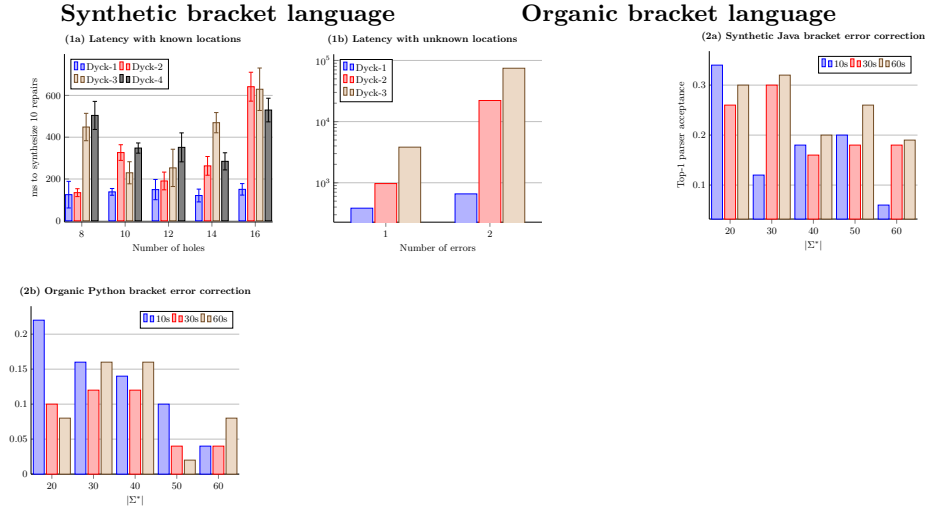 Synthetic bracket language
Organic bracket language
(1a) Latency with known locations
Dyck-1 Dyck-2
Dyck-3 Dyck-4
ms to synthesize 10 repairs
600
400
200
0
8 10 12 14 16
Number of holes
(1b) Latency with unknown locations
Dyck-1
Dyck-2
Dyck-3
10^5
10^4
10^3
1 2
Number of errors
(2a) Synthetic Java bracket error correction
10s 30s 60s
Top-1 parser acceptance
0.3
0.2
0.1
20 30 40 50 60
|Σ*|
(2b) Organic Python bracket error correction
10s 30s 60s
0.2
0.15
0.1
0.05
0
20 30 40 50 60
|Σ*|